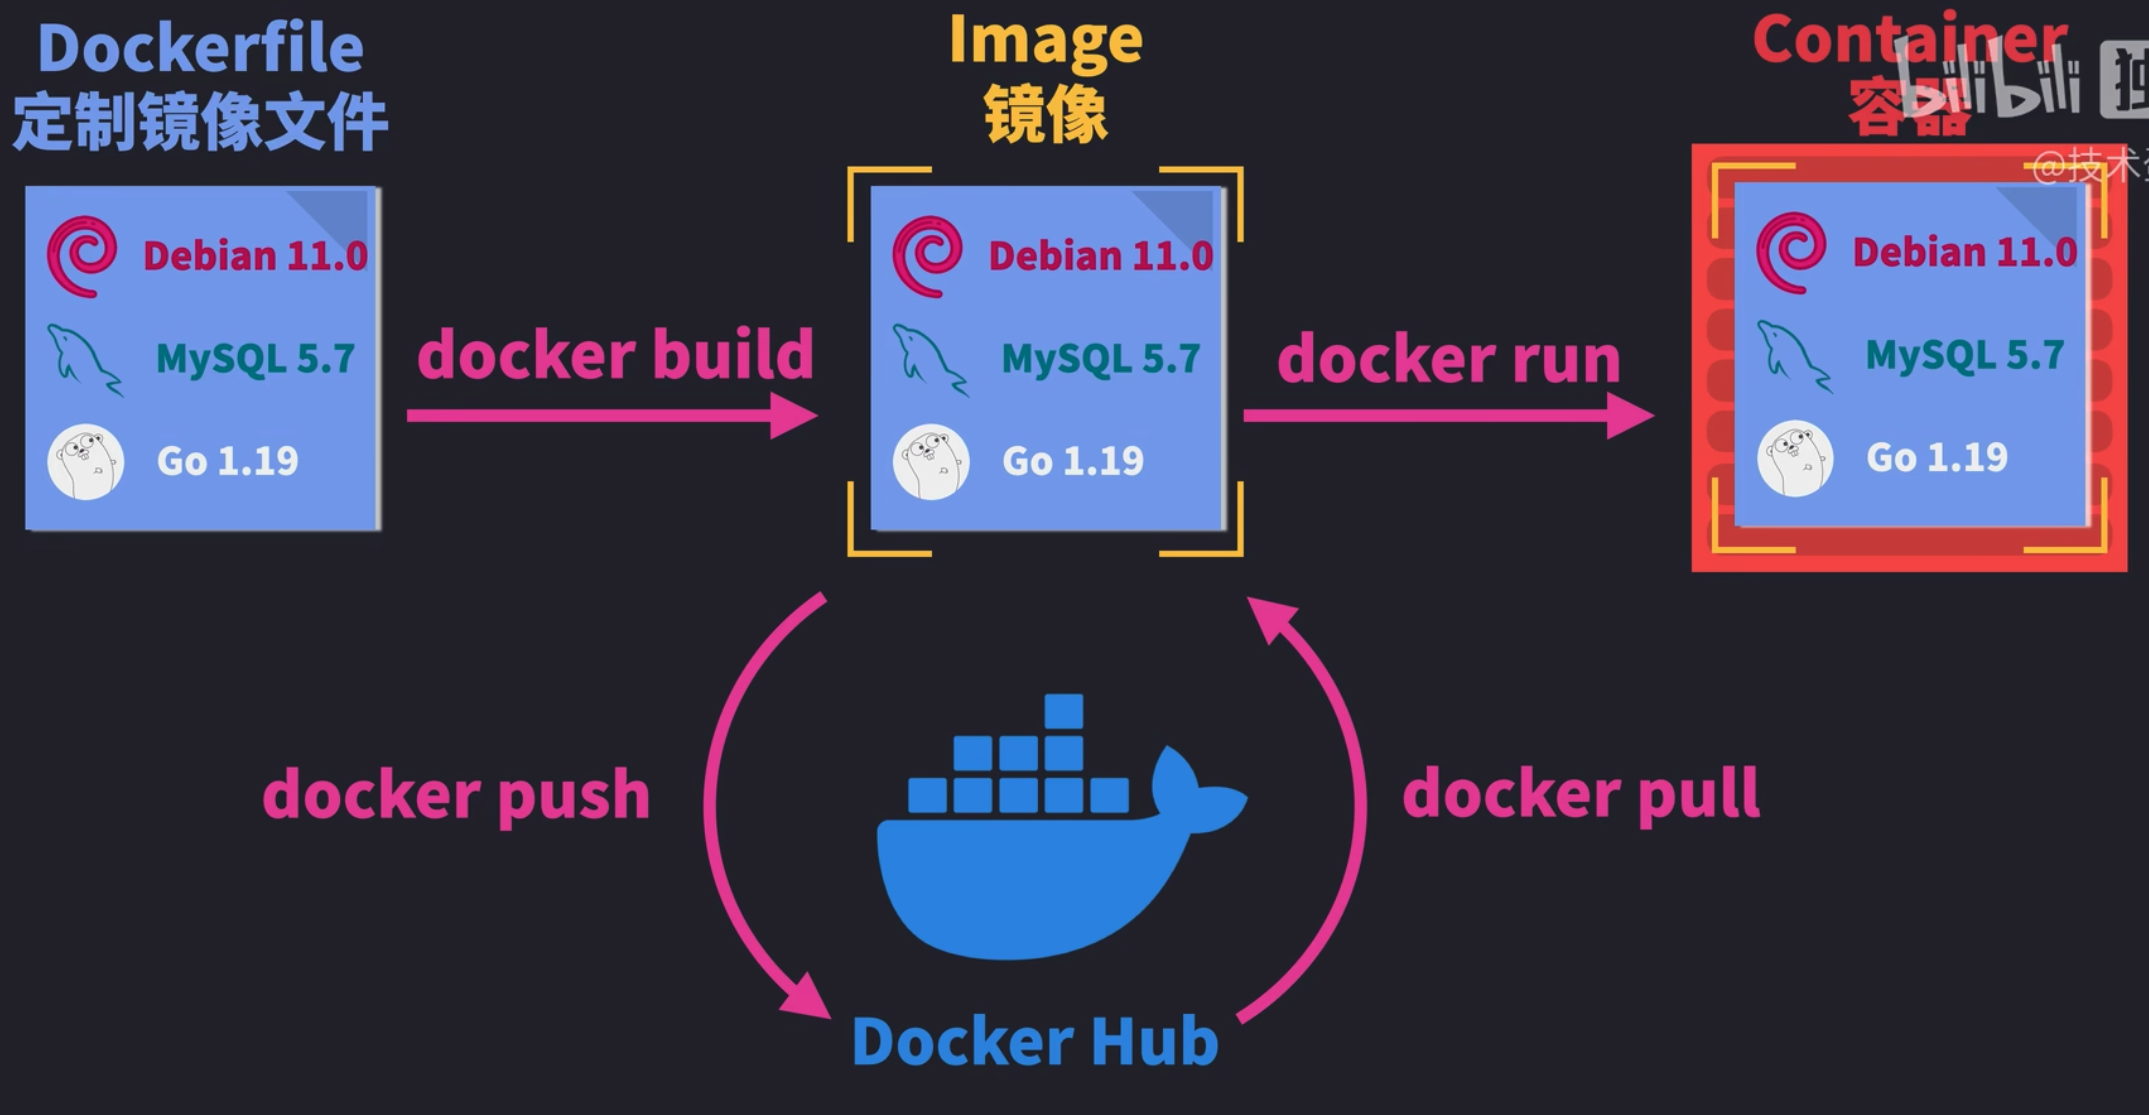 Dockerfile
定制镜像文件
Image
镜像
Container
容器
bilibili
@技术
Debian 11.0
MySQL 5.7
Go 1.19
docker build
Debian 11.0
MySQL 5.7
Go 1.19
docker run
Debian 11.0
MySQL 5.7
Go 1.19
docker push
docker pull
Docker Hub